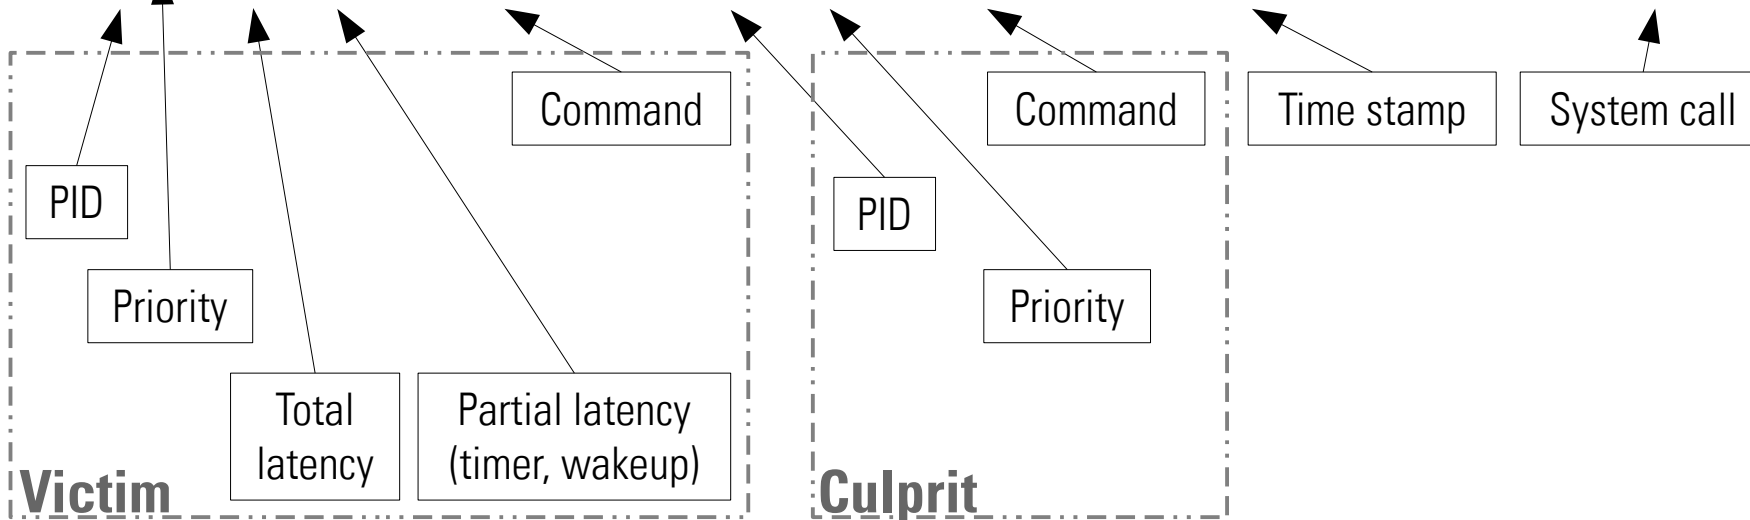 Command
Command
Time stamp
System call
PID
PID
Priority
Priority
Total
latency
Partial latency
(timer, wakeup)
Victim
Culprit